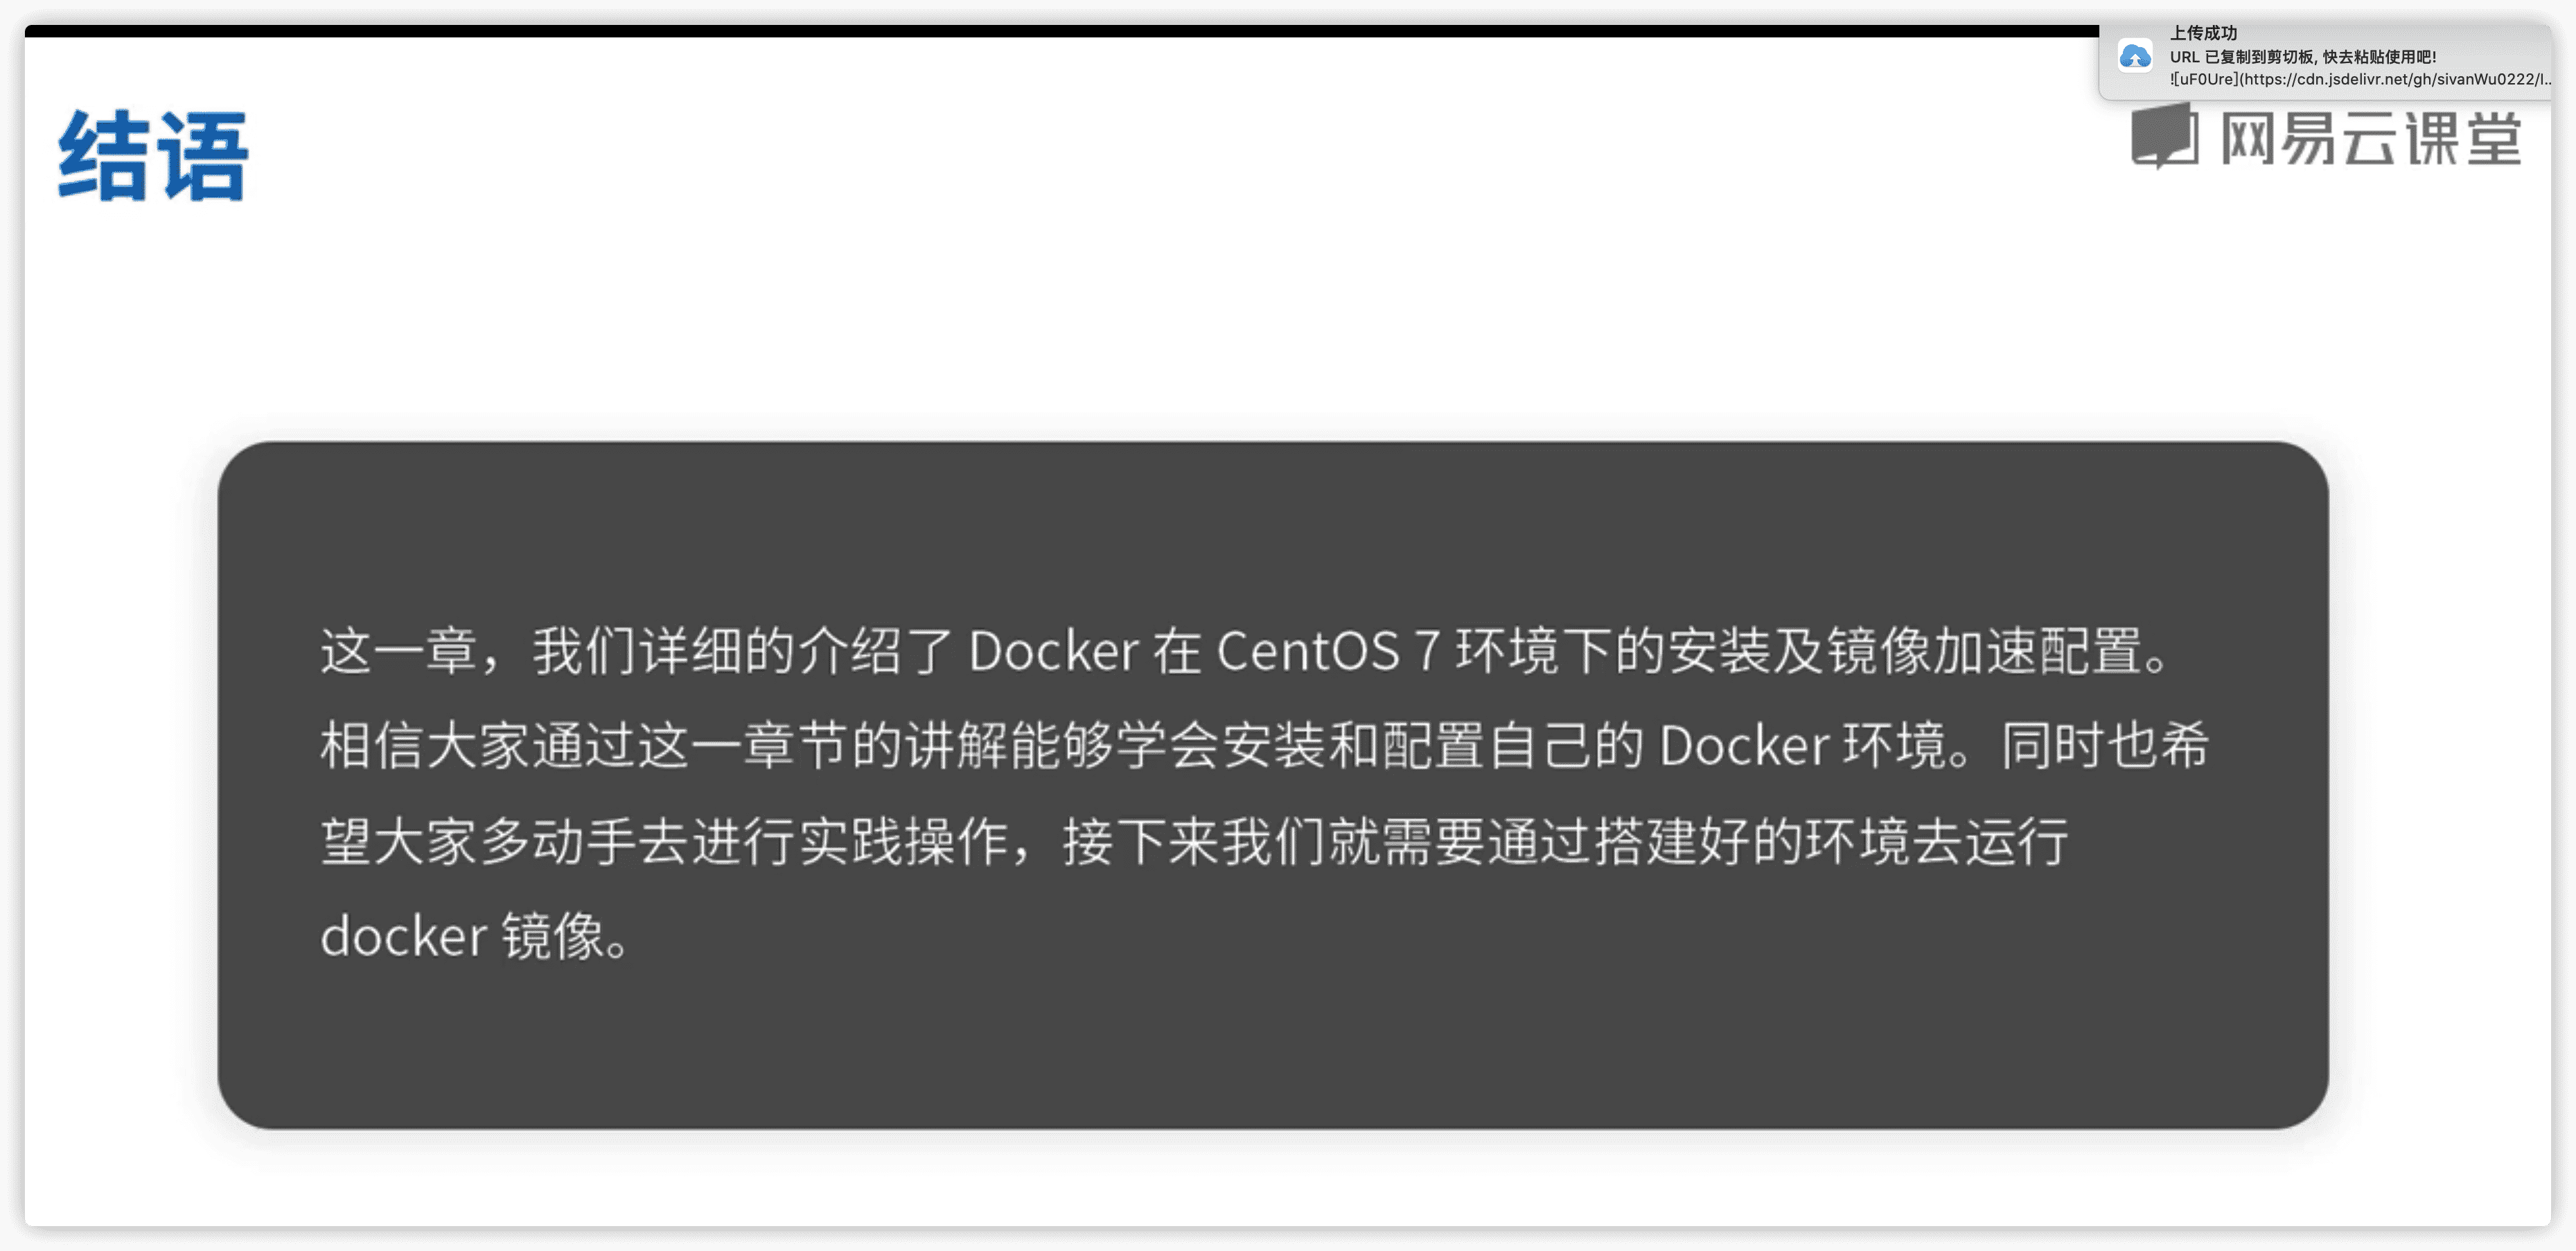 上传成功
URL 已复制到剪切板, 快去粘贴使用吧!
![uF0Ure](https://cdn.jsdelivr.net/gh/sivanWu0222/I...
结语
网易云课堂
这一章，我们详细的介绍了 Docker 在 CentOS 7 环境下的安装及镜像加速配置。
相信大家通过这一章节的讲解能够学会安装和配置自己的 Docker 环境。同时也希
望大家多动手去进行实践操作，接下来我们就需要通过搭建好的环境去运行
docker 镜像。